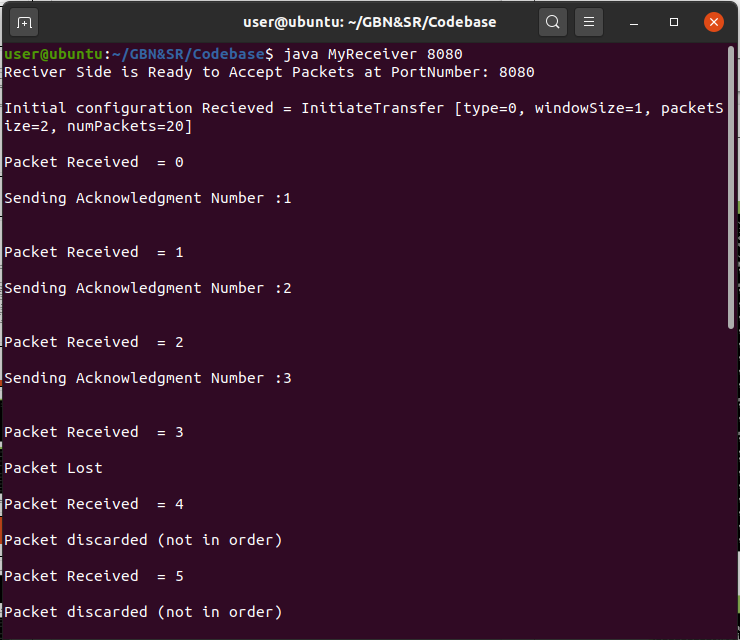 user@ubuntu: ~/GBN&SR/Codebase
user@ubuntu:~/GBN&SR/Codebase$ java MyReceiver 8080
Reciver Side is Ready to Accept Packets at PortNumber: 8080
Initial configuration Recieved = InitiateTransfer [type=0, windowSize=1, packetS
ize=2, numPackets=20]
Packet Received  = 0
Sending Acknowledgment Number :1
Packet Received  = 1
Sending Acknowledgment Number :2
Packet Received  = 2
Sending Acknowledgment Number :3
Packet Received  = 3
Packet Lost
Packet Received  = 4
Packet discarded (not in order)
Packet Received  = 5
Packet discarded (not in order)